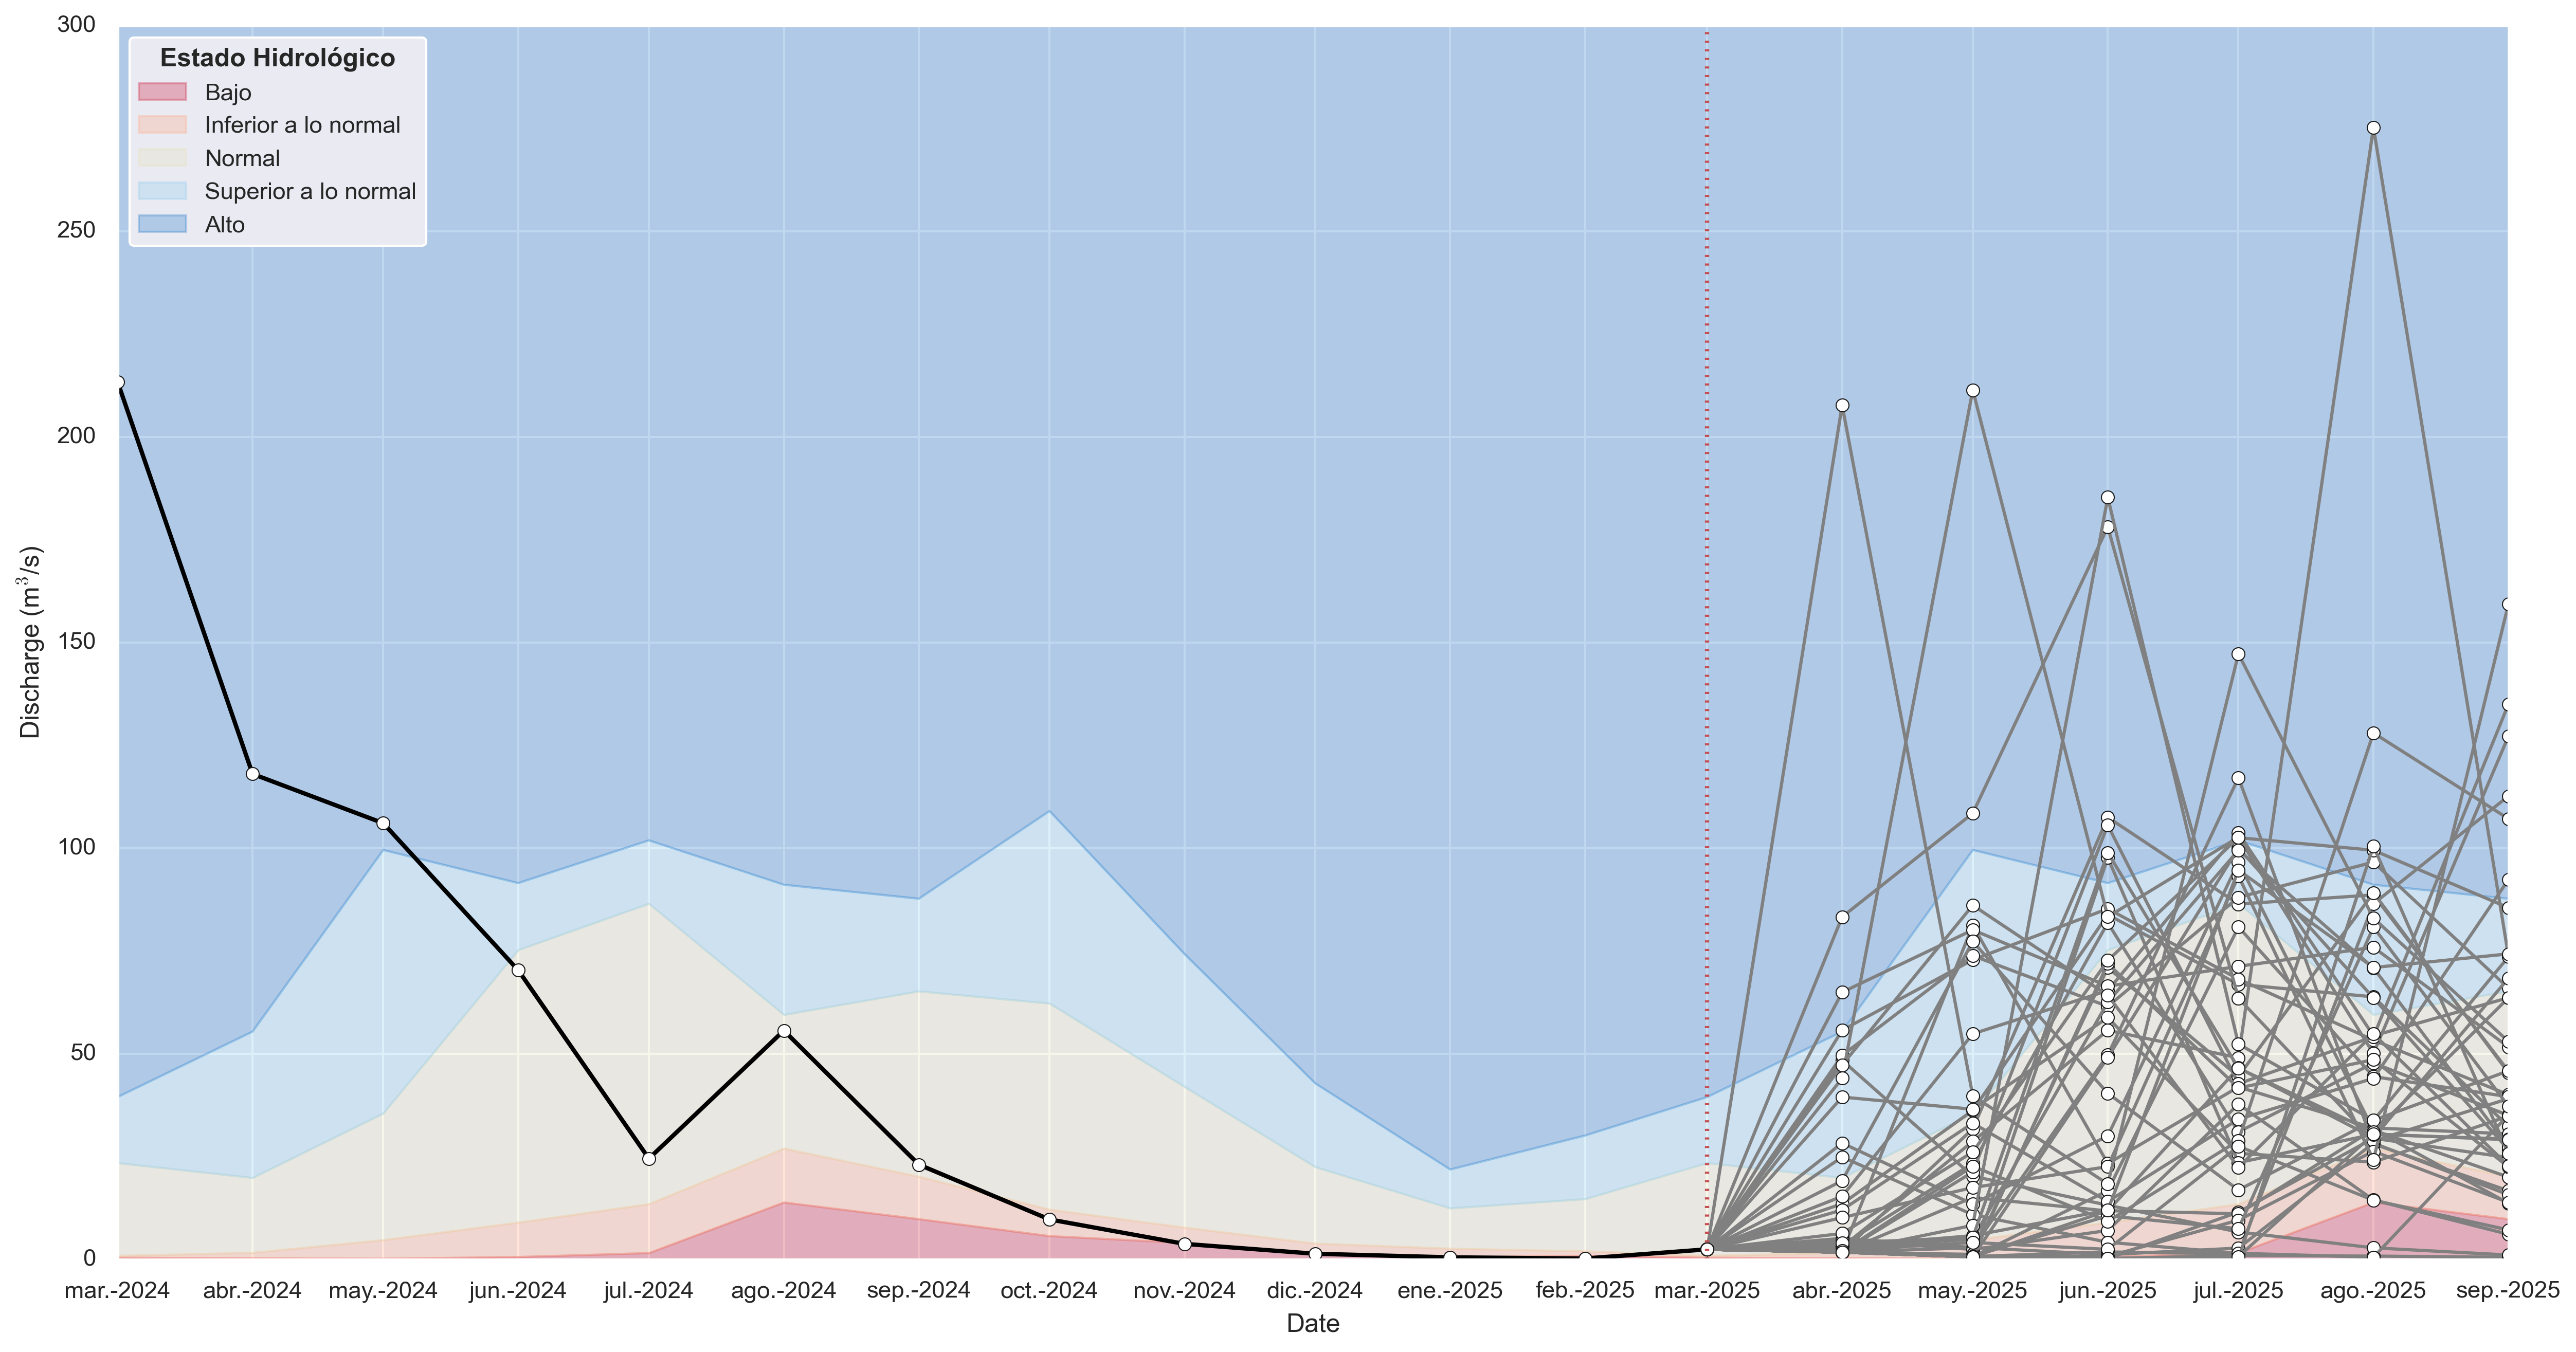 300
250
200
150
100
50
0
Discharge (m³/s)
Estado Hidrológico
Bajo
Inferior a lo normal
Normal
Superior a lo normal
Alto
mar.-2024 abr.-2024 may.-2024 jun.-2024 jul.-2024 ago.-2024 sep.-2024 oct.-2024 nov.-2024 dic.-2024 ene.-2025 feb.-2025 mar.-2025 abr.-2025 may.-2025 jun.-2025 jul.-2025 ago.-2025 sep.-2025
Date